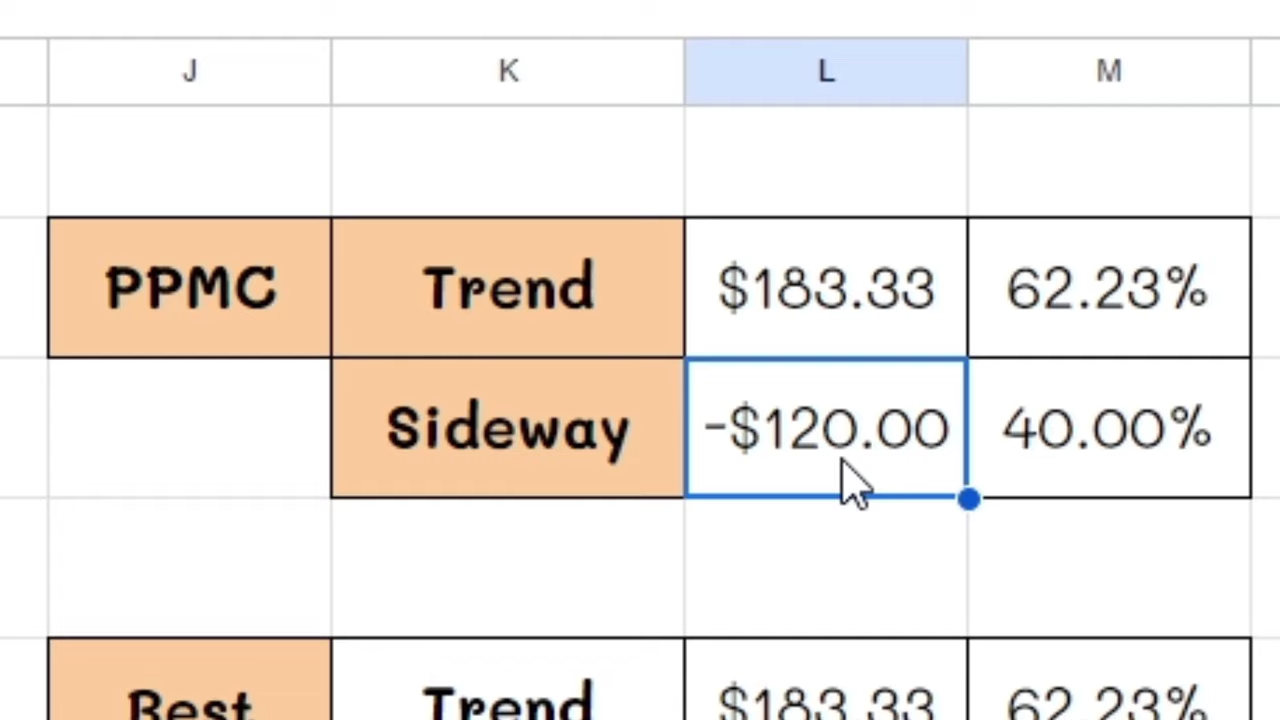 J K L M
PPMC Trend $183.33 62.23%
Sideway -$120.00 40.00%
Best Trend $183.33 62.23%